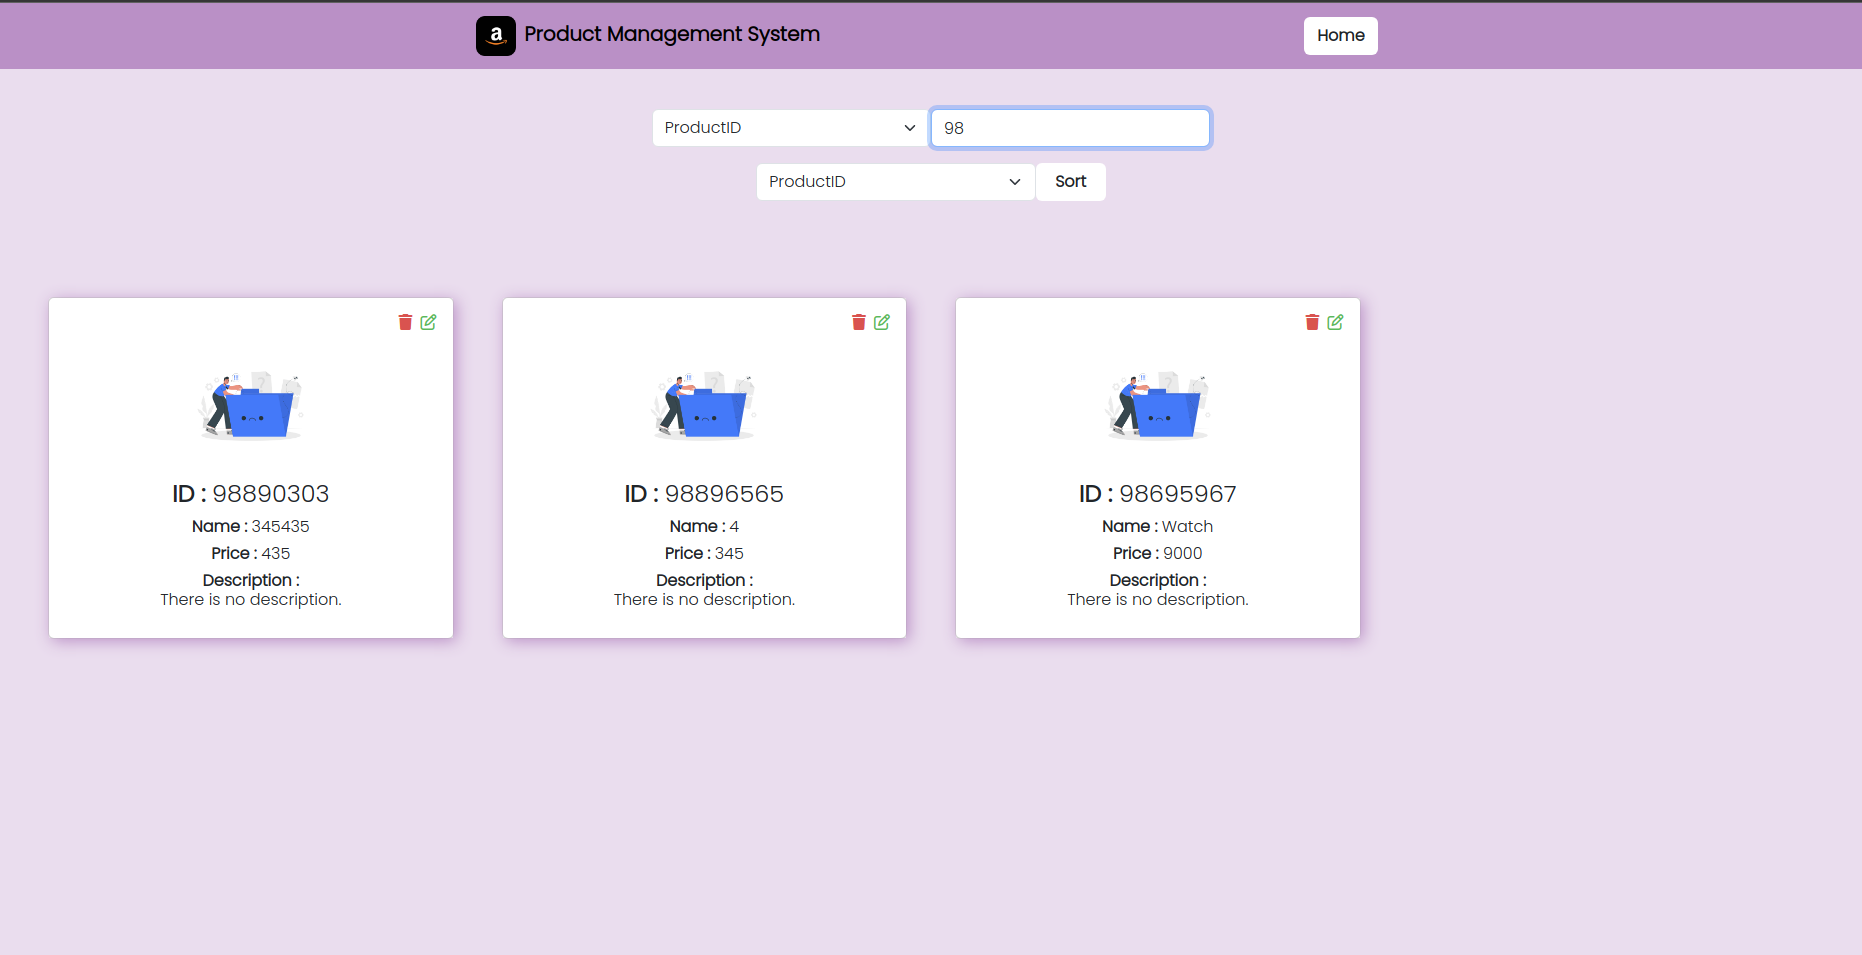 a Product Management System Home
ProductID 98
ProductID Sort
ID : 98890303
Name : 345435
Price : 435
Description :
There is no description.
ID : 98896565
Name : 4
Price : 345
Description :
There is no description.
ID : 98695967
Name : Watch
Price : 9000
Description :
There is no description.